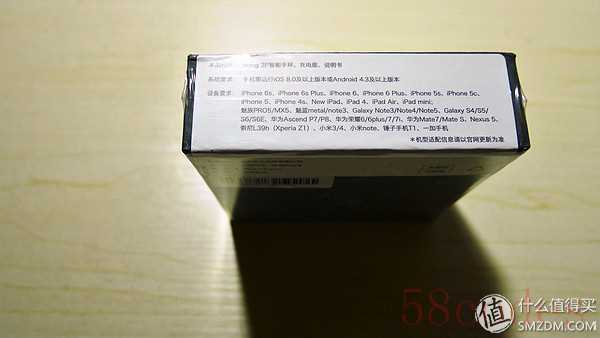 智能手环、充电座、说明书
系统要求： 手机需运行iOS 8.0及以上版本或Android 4.3及以上版本
设备要求： iPhone 6s, iPhone 6s Plus, iPhone 6, iPhone 6 Plus, iPhone 5s, iPhone 5c,
iPhone 5, iPhone 4s、New iPad、iPad 4、iPad Air、iPad mini;
魅族PRO5/MX5、魅蓝metal/note3、Galaxy Note3/Note4/Note5、Galaxy S4/S5/
S6/S6E、华为Ascend P7/P8、华为荣耀6/6plus/7/7i、华为Mate7/Mate S、Nexus 5、
索尼L39h（Xperia Z1）、小米3/4、小米note、锤子手机T1、一加手机
＊机型适配信息请以官网更新为准
值 什么值得买
SMZDM.COM